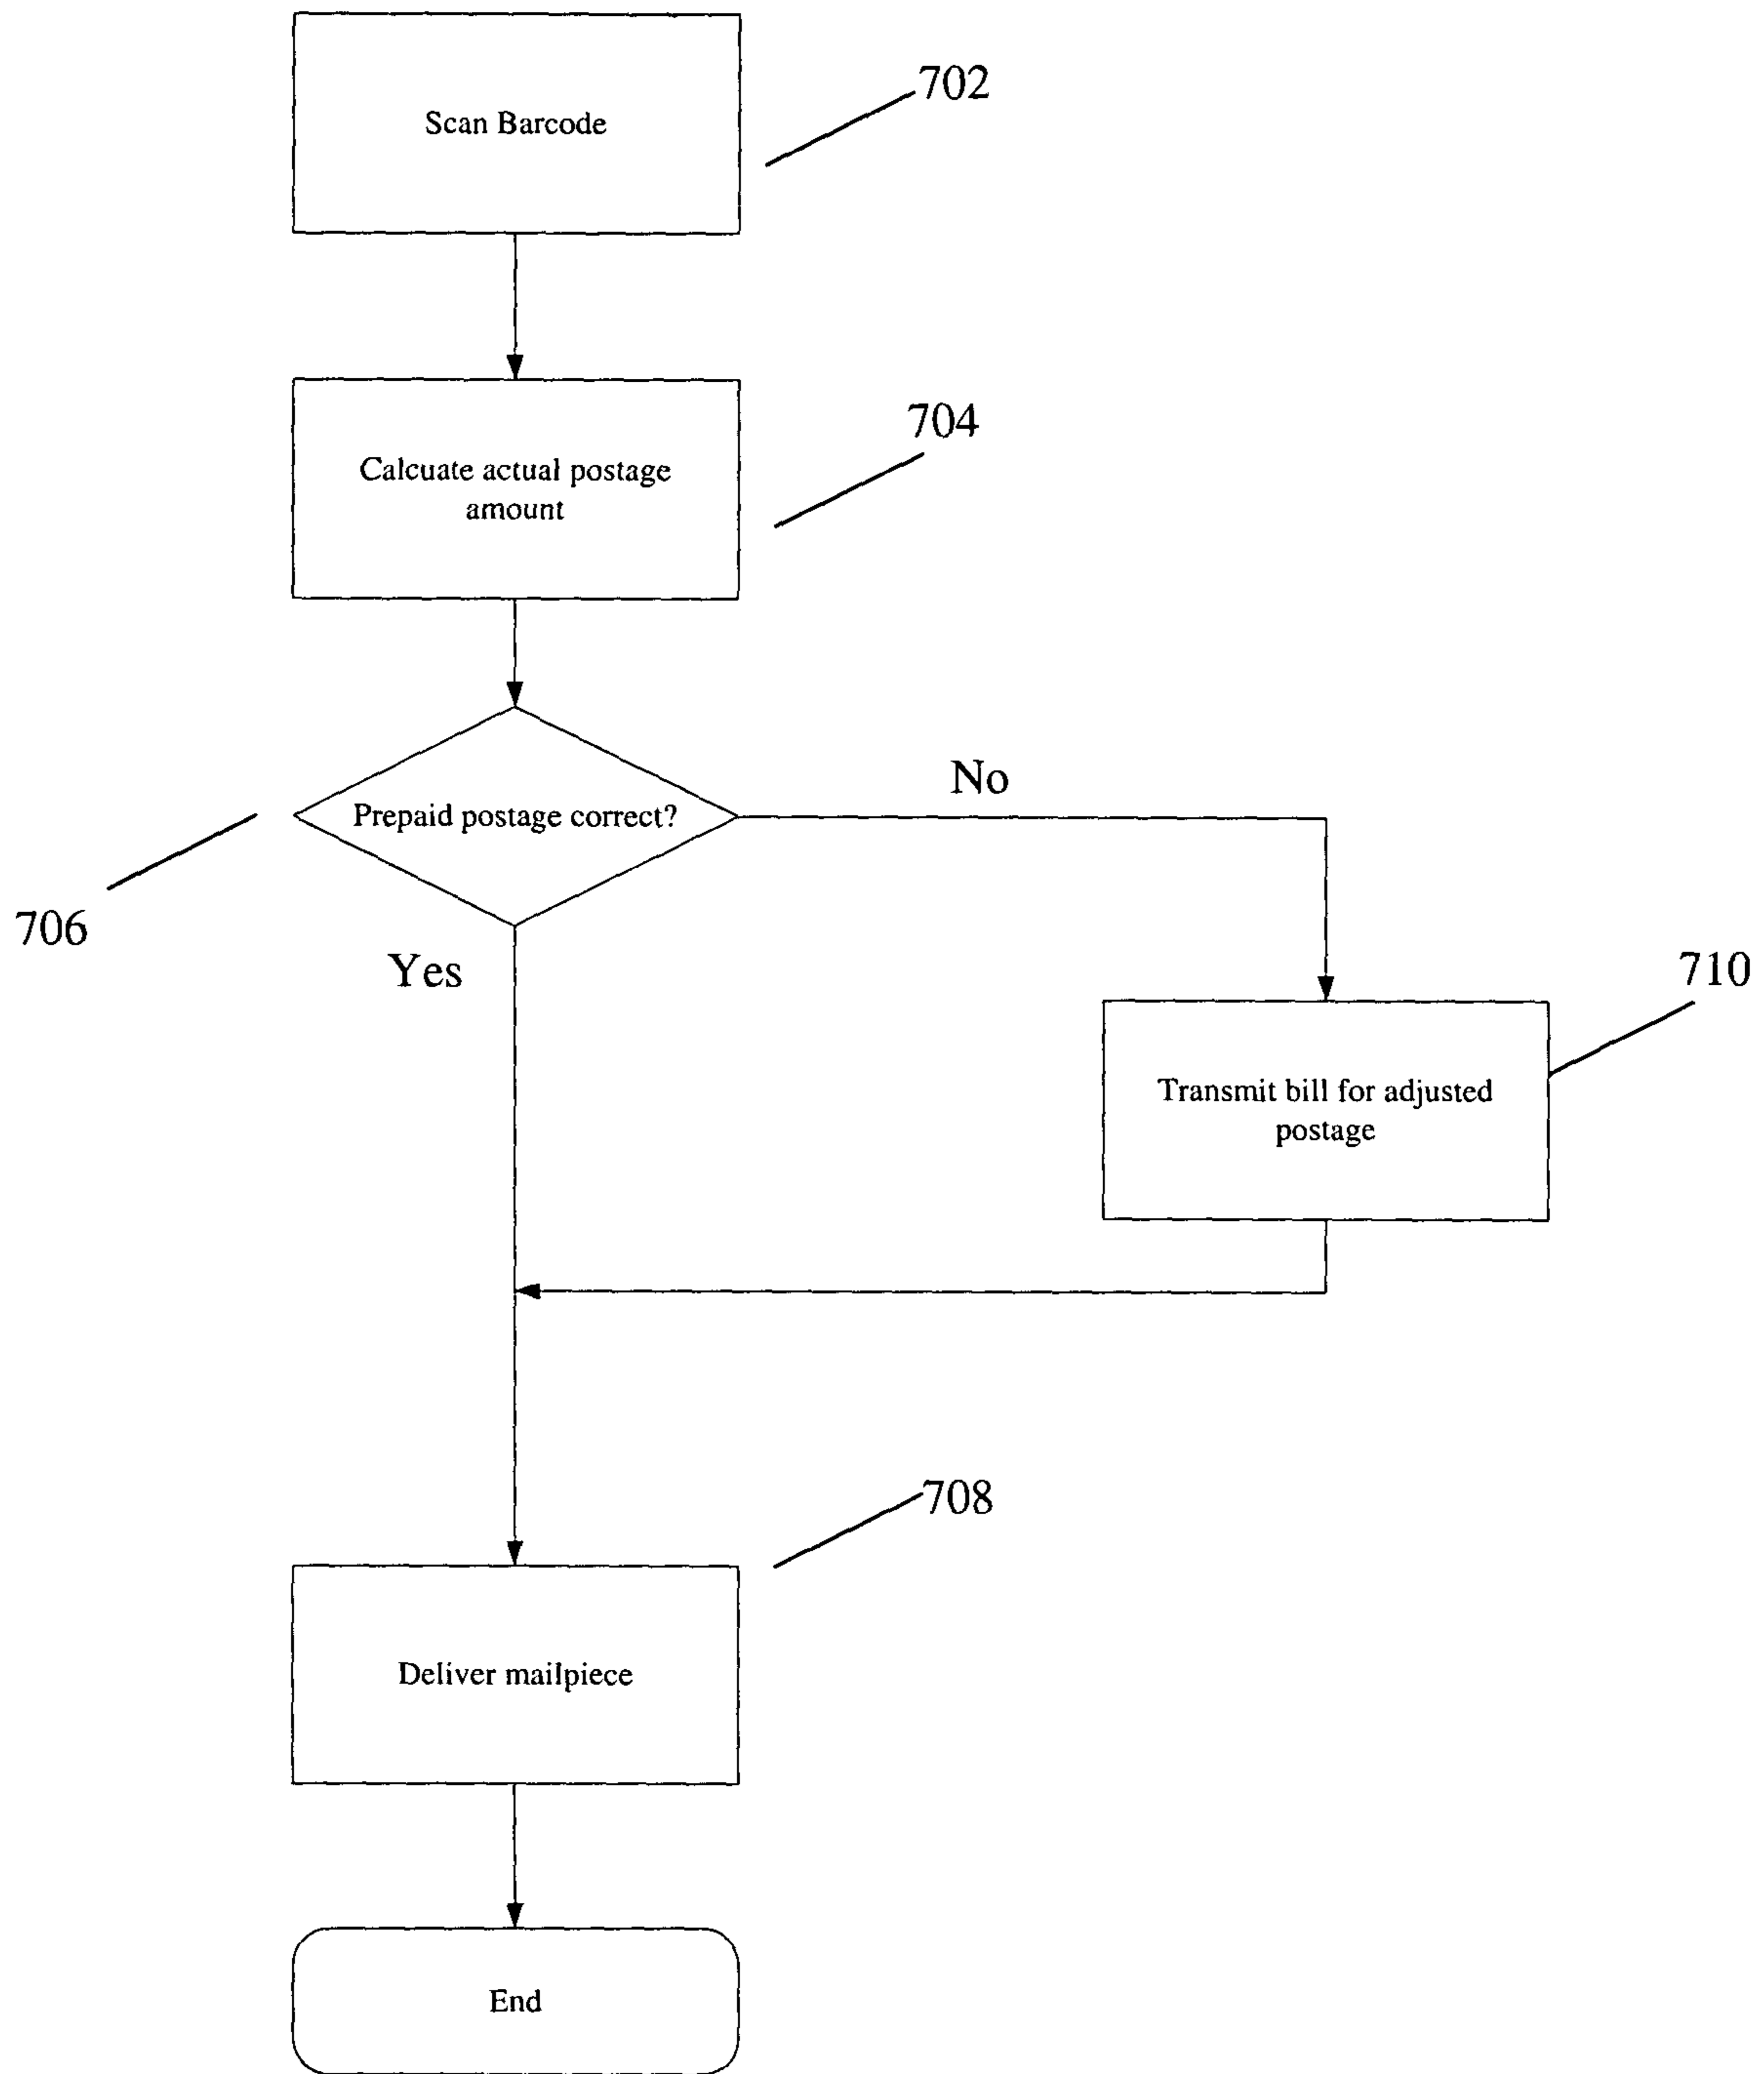 Scan Barcode
702
Calcuate actual postage
amount
704
Prepaid postage correct?
No
706
Yes
710
Transmit bill for adjusted
postage
708
Deliver mailpiece
End